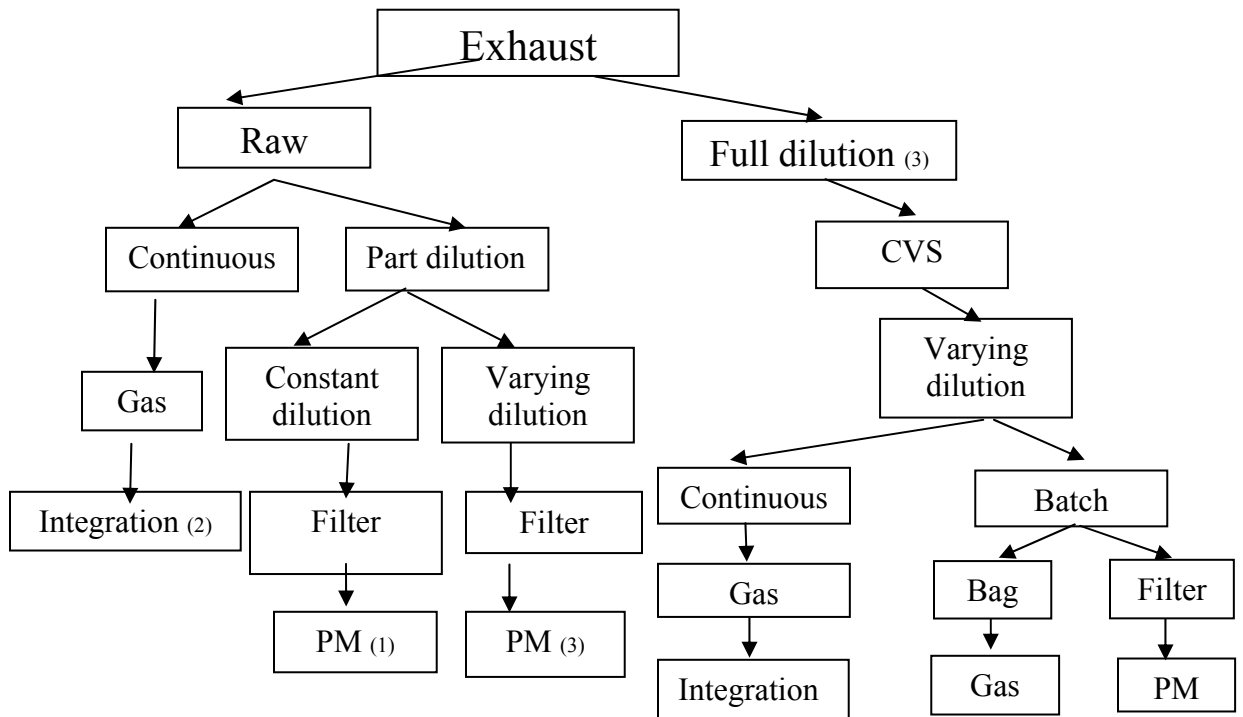 Exhaust
Raw
Full dilution (3)
Continuous
Part dilution
CVS
Gas
Constant
dilution
Varying
dilution
Varying
dilution
Integration (2)
Filter
Filter
Continuous
Batch
PM (1)
PM (3)
Gas
Bag
Filter
Integration
Gas
PM